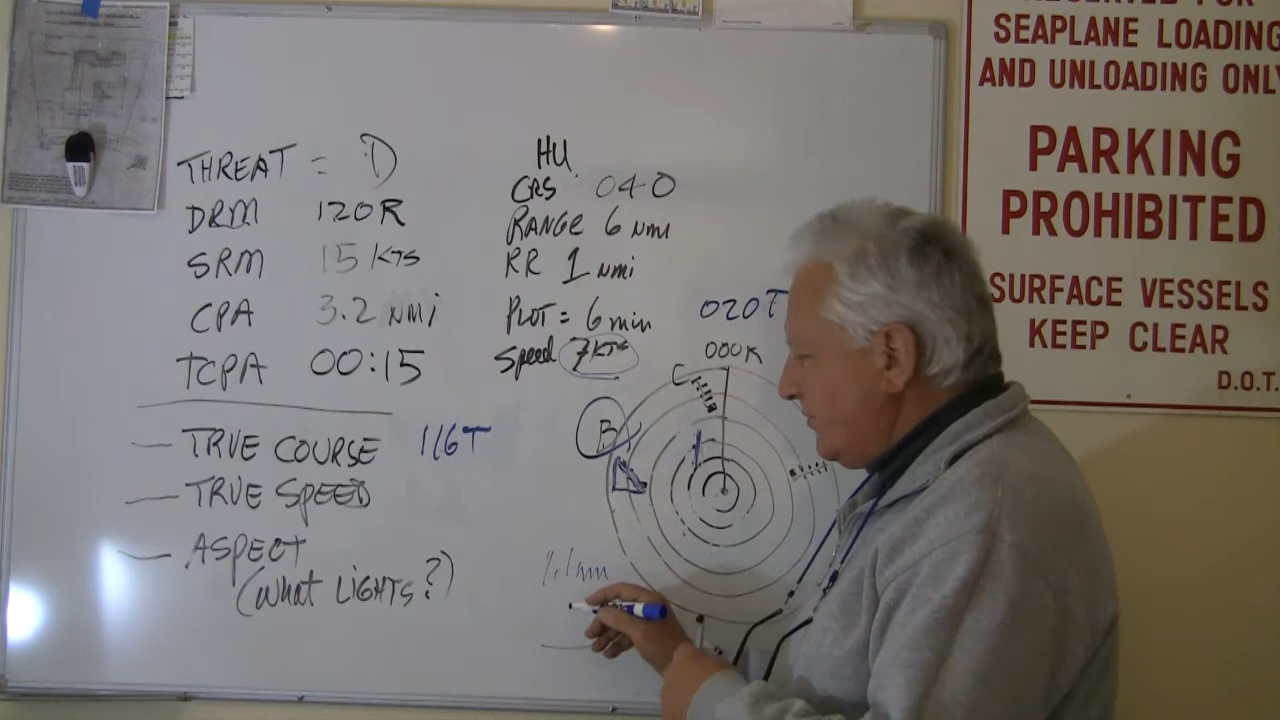 THREAT = D
DRM 120R
SRM 15 KTS
CPA 3.2 NMi
TCPA 00:15
— TRUE COURSE 116T
— TRUE SPEED
— ASPECT
(What LIGHTS?)
HU
CRS 040
RANGE 6 NMi
RR 1 NMi
PLOT = 6 min
Speed 7KTS
020T
000R
C
B
SEAPLANE LOADING
AND UNLOADING ONLY
PARKING
PROHIBITED
SURFACE VESSELS
KEEP CLEAR
D.O.T.